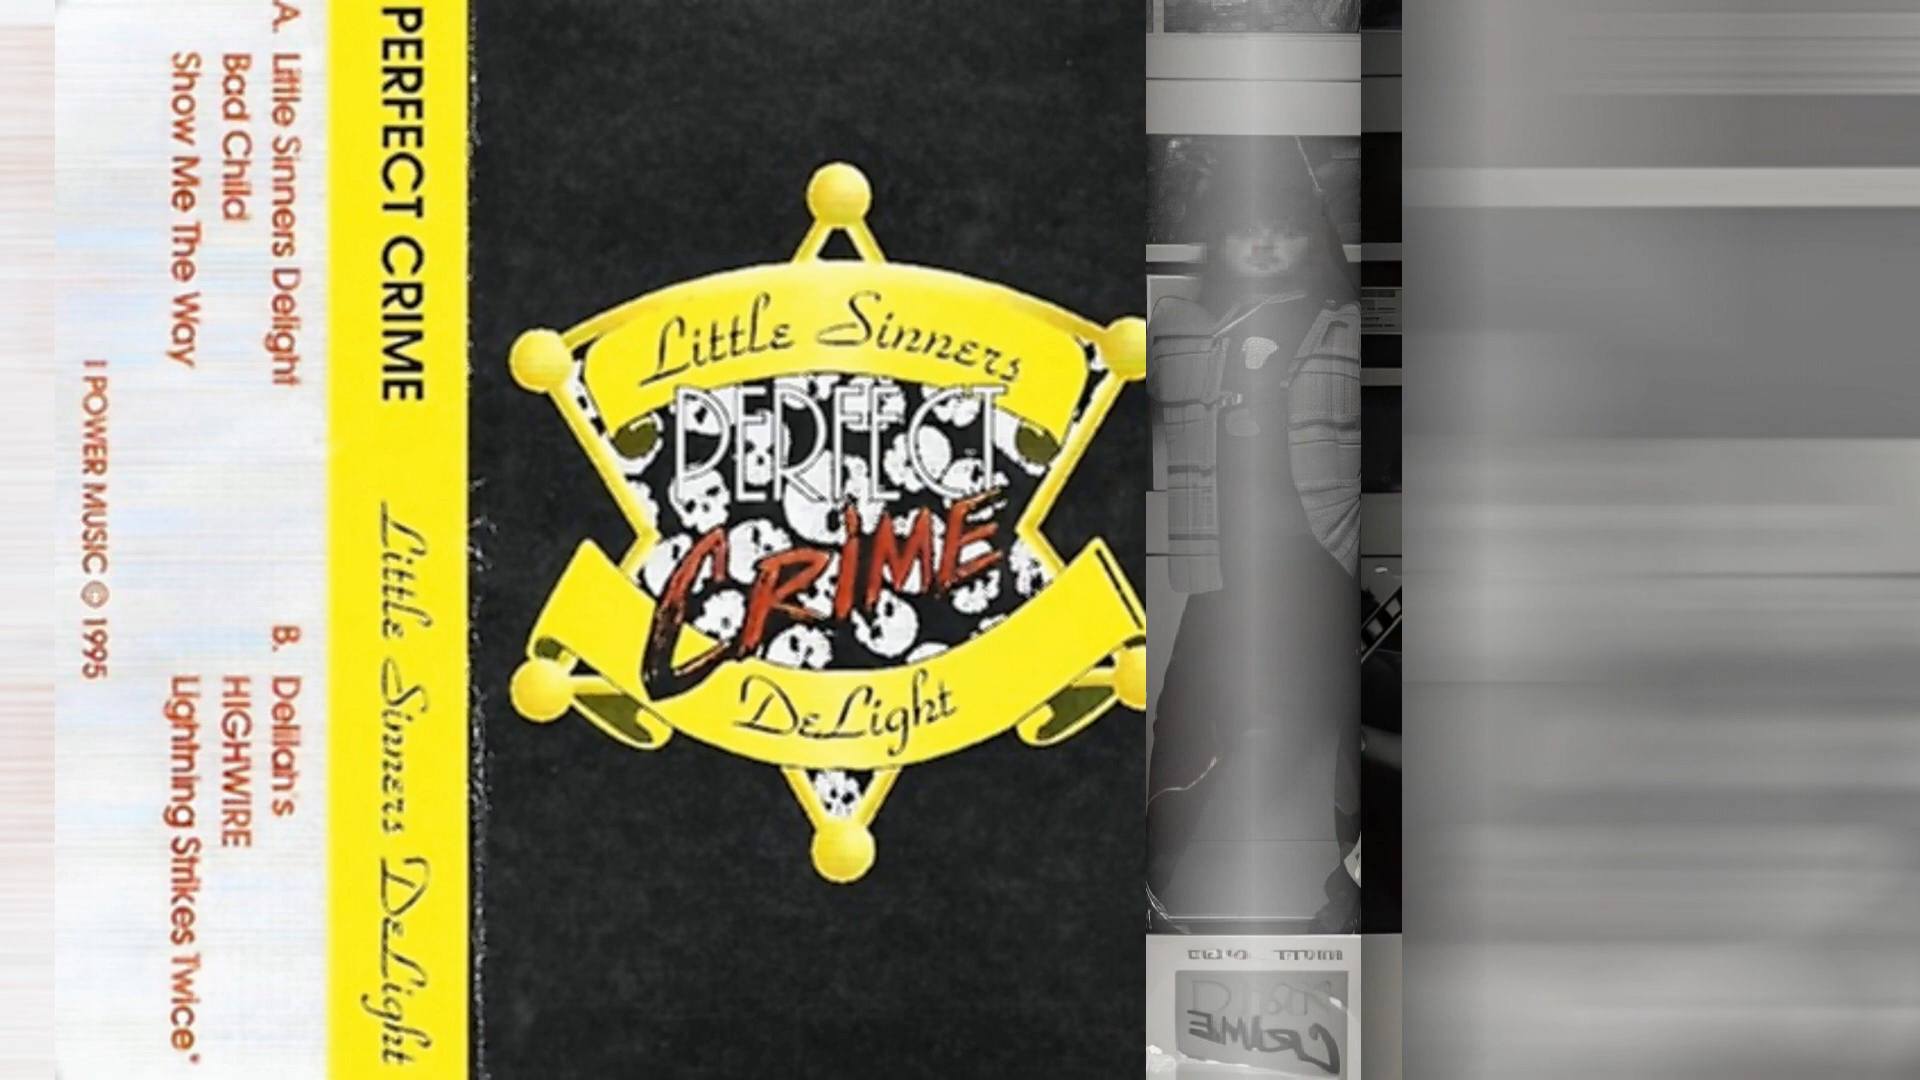 A. Little Sinners Delight
Bad Child
Show Me The Way
B. Delilah's
HIGHWIRE
Lightning Strikes Twice*
I POWER MUSIC © 1995
PERFECT CRIME Little Sinners DeLight
Little Sinners
PERFECT
CRIME
DeLight
CRIME